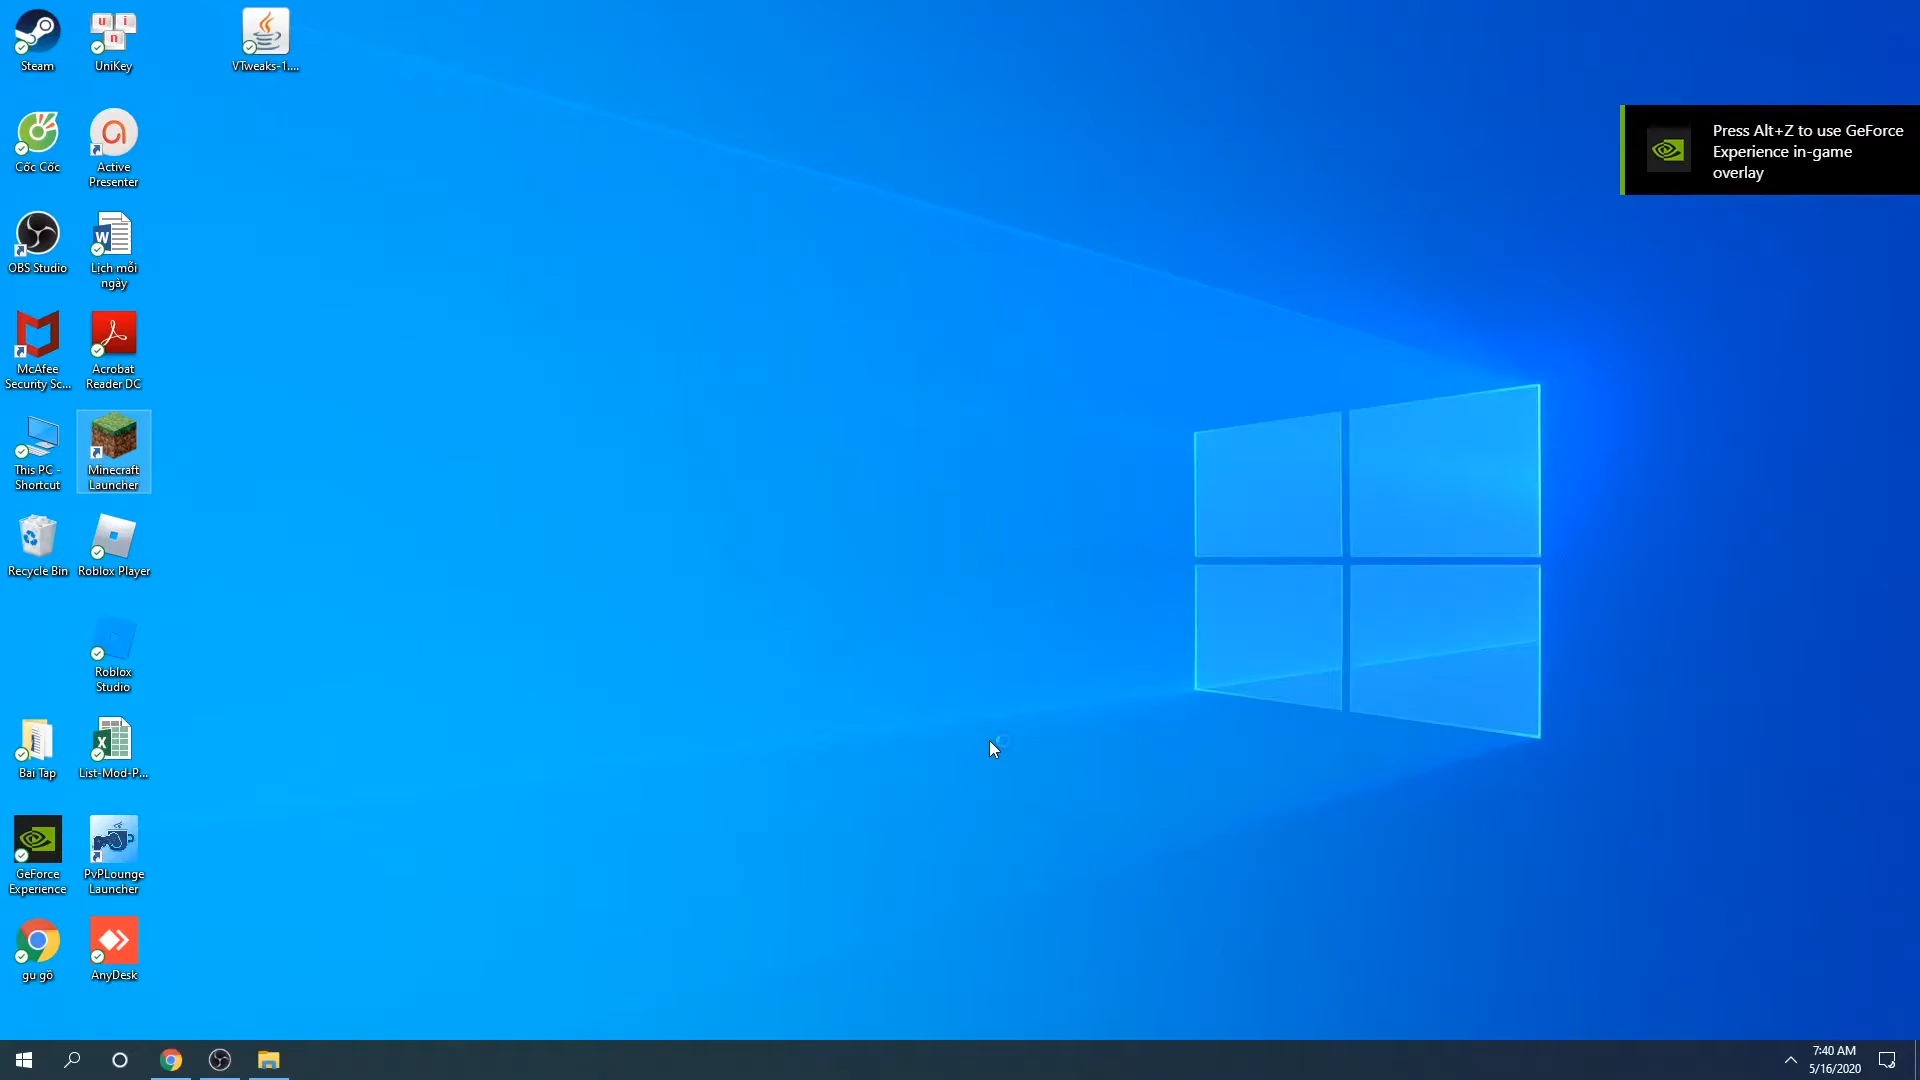 Steam
UniKey
VTweaks-1....
Cốc Cốc
Active
Presenter
OBS Studio
Lịch mỗi
ngày
McAfee
Security Sc...
Acrobat
Reader DC
This PC -
Shortcut
Minecraft
Launcher
Recycle Bin
Roblox Player
Roblox
Studio
Bai Tap
List-Mod-P...
GeForce
Experience
PvPLounge
Launcher
gu gồ
AnyDesk
Press Alt+Z to use GeForce
Experience in-game
overlay
7:40 AM
5/16/2020